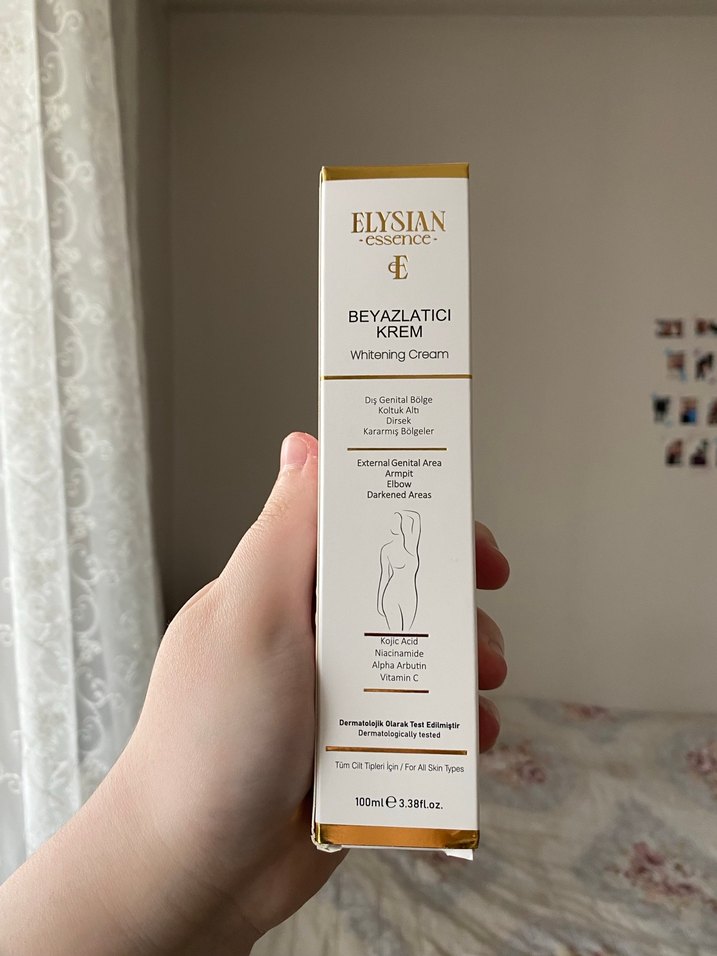 ELYSIAN
-essence-
E
BEYAZLATICI
KREM
Whitening Cream
Dış Genital Bölge
Koltuk Altı
Dirsek
Kararmış Bölgeler
External Genital Area
Armpit
Elbow
Darkened Areas
Kojic Acid
Niacinamide
Alpha Arbutin
Vitamin C
Dermatolojik Olarak Test Edilmiştir
Dermatologically tested
Tüm Cilt Tipleri İçin / For All Skin Types
100ml ℮ 3.38fl.oz.